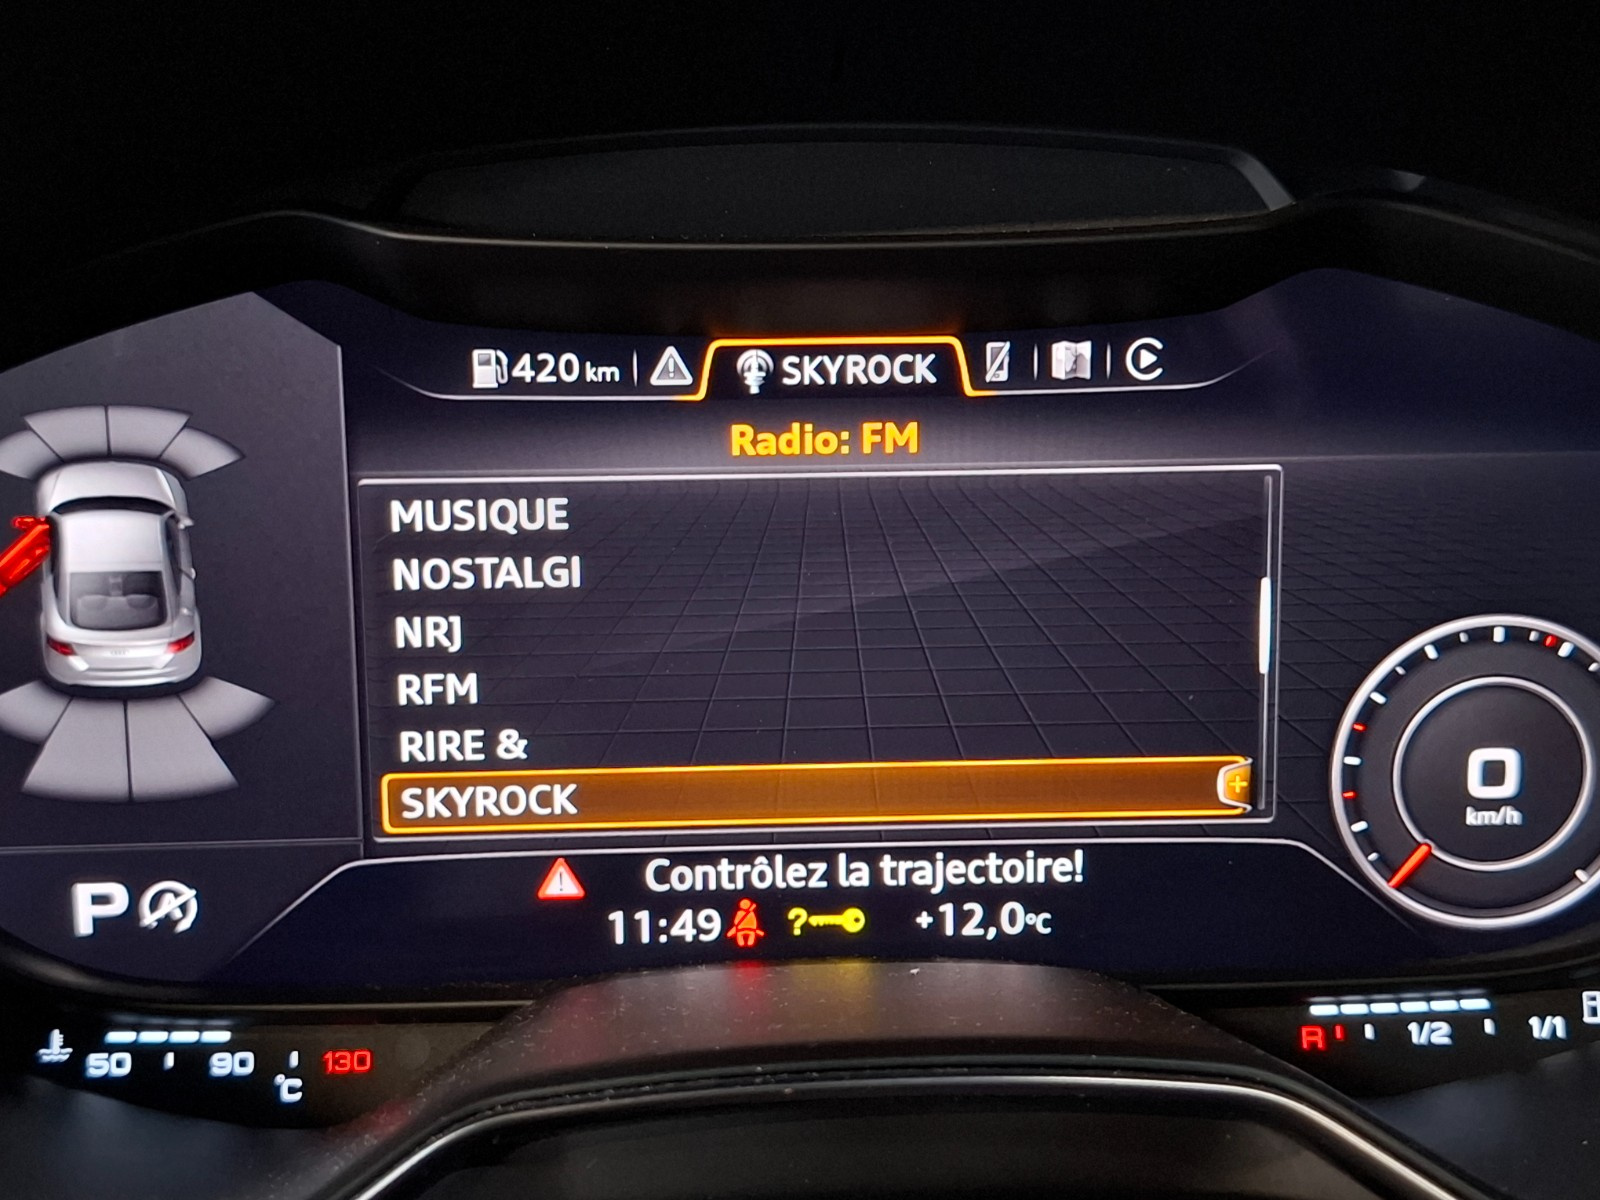 420 km SKYROCK
Radio: FM
MUSIQUE
NOSTALGI
NRJ
RFM
RIRE &
SKYROCK +
0
km/h
Contrôlez la trajectoire!
P A
11:49 ? +12,0°C
50 90 130
°C
R 1/2 1/1